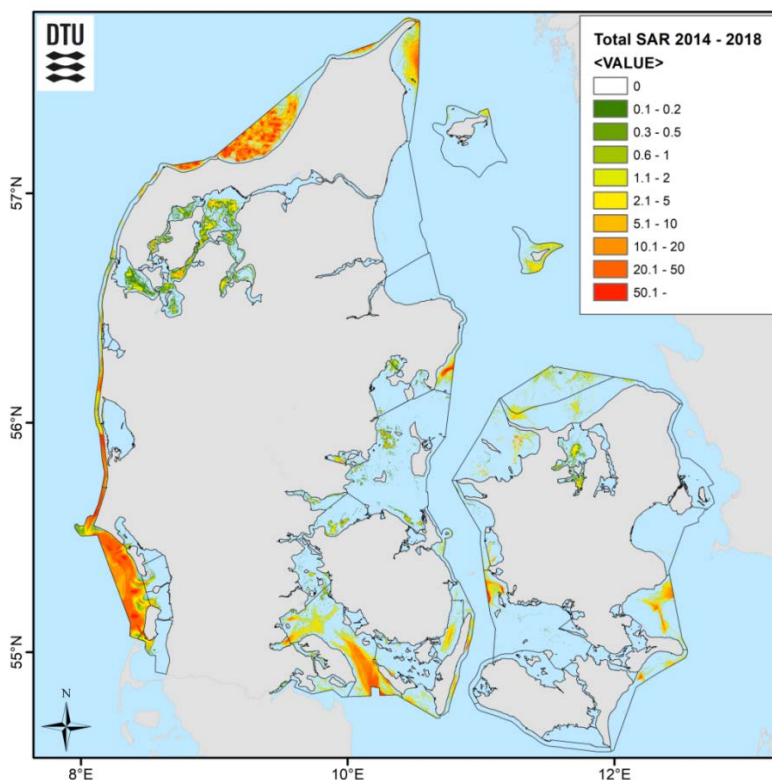 DTU
Total SAR 2014 - 2018
<VALUE>
0
0.1 - 0.2
0.3 - 0.5
0.6 - 1
1.1 - 2
2.1 - 5
5.1 - 10
10.1 - 20
20.1 - 50
50.1 -
57°N
56°N
55°N
N
8°E
10°E
12°E